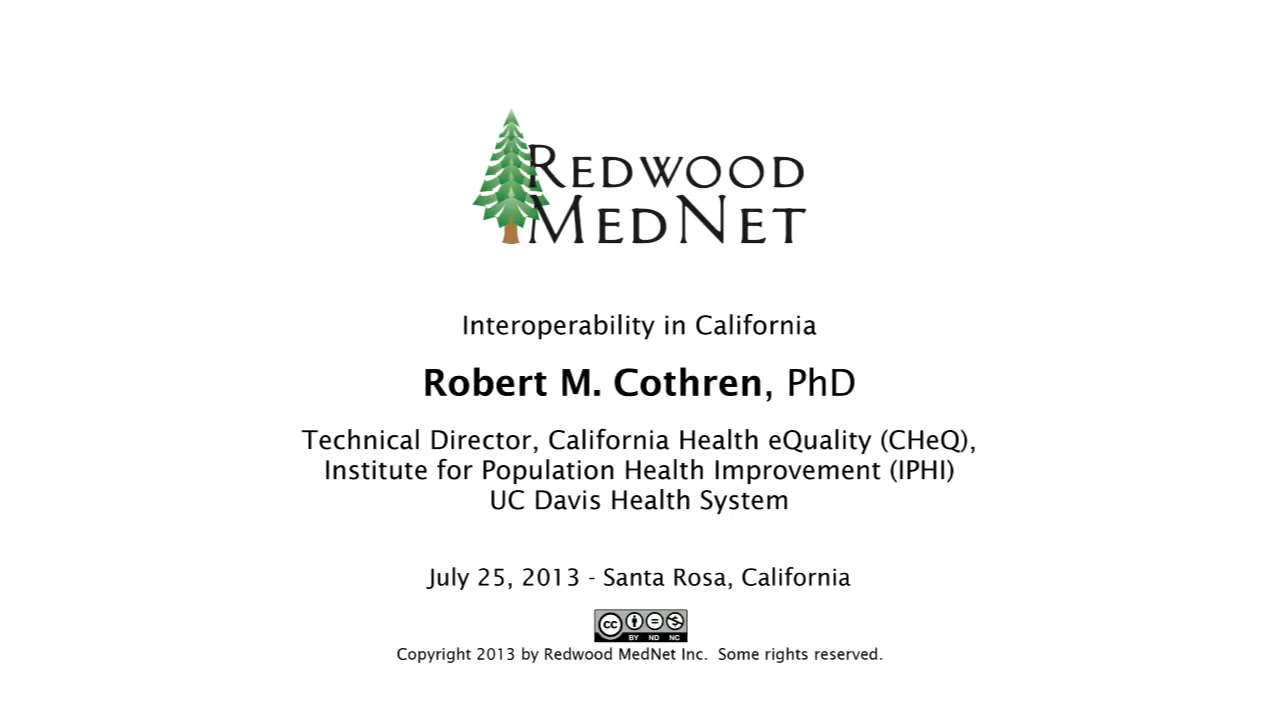 REDWOOD
MEDNET
Interoperability in California
Robert M. Cothren, PhD
Technical Director, California Health eQuality (CHeQ),
Institute for Population Health Improvement (IPHI)
UC Davis Health System
July 25, 2013 - Santa Rosa, California
cc
BY ND NC
Copyright 2013 by Redwood MedNet Inc. Some rights reserved.